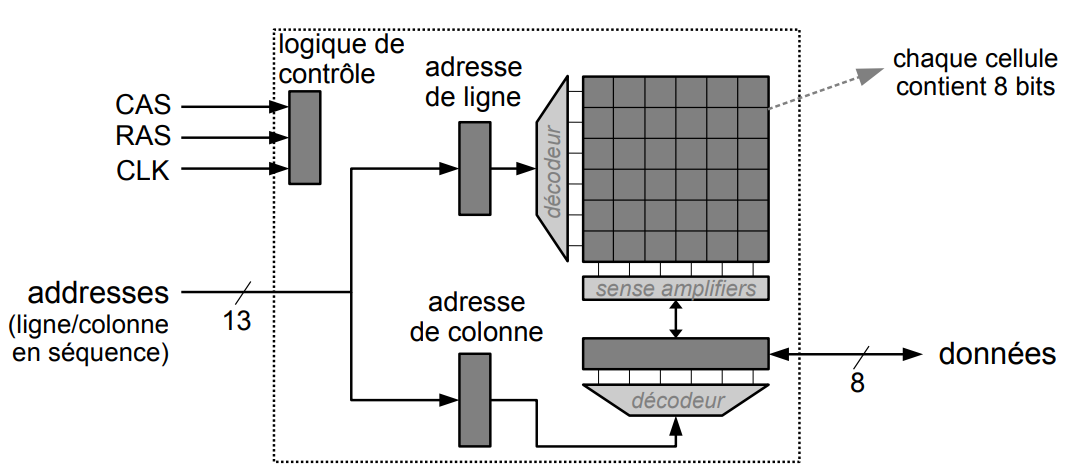 logique de
contrôle
adresse
de ligne
chaque cellule
contient 8 bits
CAS
RAS
CLK
décodeur
addresses
(ligne/colonne
en séquence)
13
adresse
de colonne
sense amplifiers
données
8
décodeur